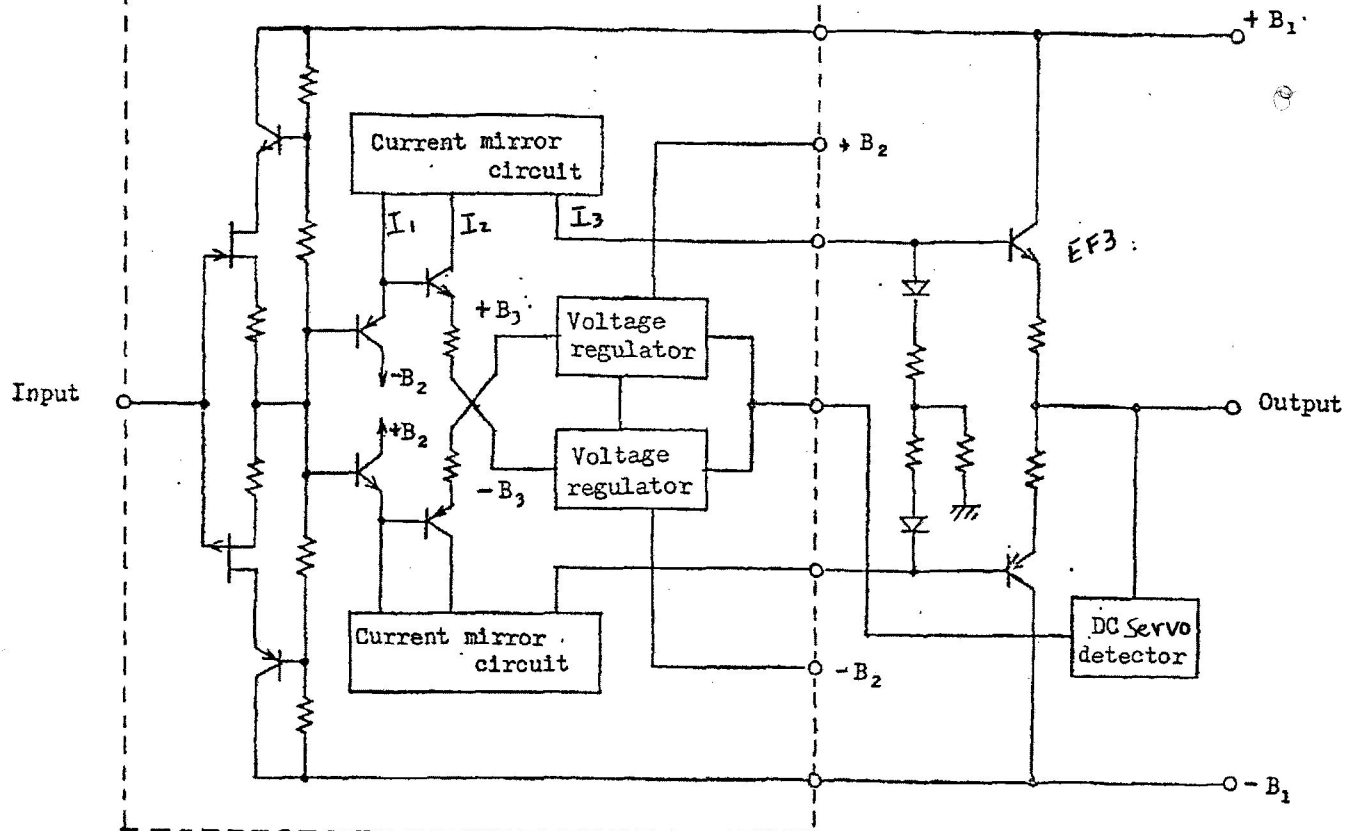 + B₁
Current mirror
circuit
+ B₂
I₁
I₂
I₃
EF3 :
+B₃
Voltage
regulator
-B₂
Input
Output
+B₂
Voltage
regulator
-B₃
Current mirror
circuit
DC Servo
detector
-B₂
- B₁